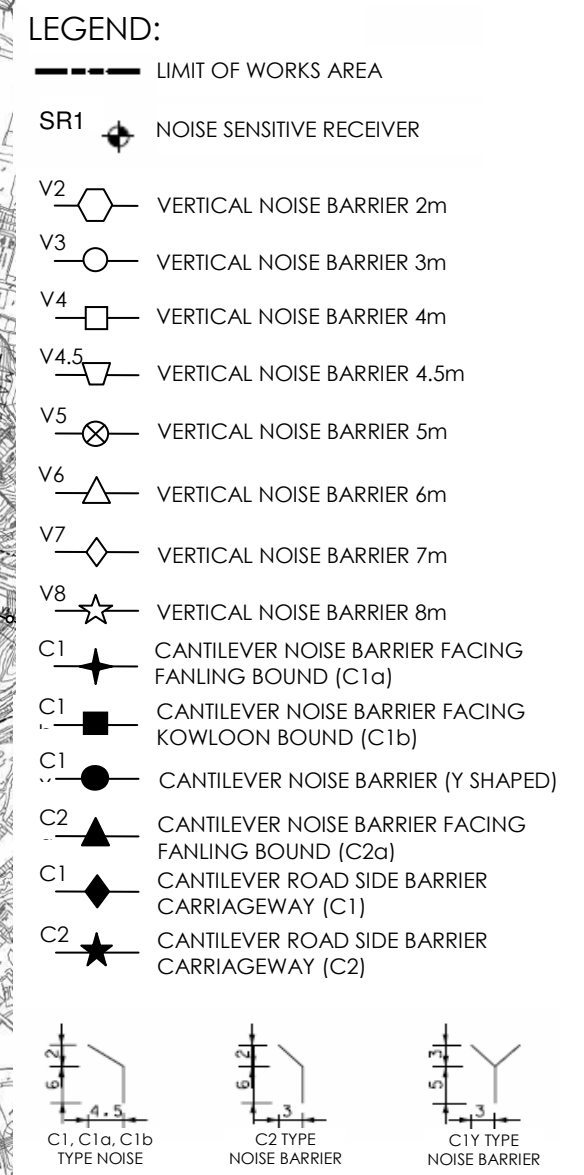 LEGEND:
LIMIT OF WORKS AREA
SR1 NOISE SENSITIVE RECEIVER
V2 VERTICAL NOISE BARRIER 2m
V3 VERTICAL NOISE BARRIER 3m
V4 VERTICAL NOISE BARRIER 4m
V4.5 VERTICAL NOISE BARRIER 4.5m
V5 VERTICAL NOISE BARRIER 5m
V6 VERTICAL NOISE BARRIER 6m
V7 VERTICAL NOISE BARRIER 7m
V8 VERTICAL NOISE BARRIER 8m
C1 CANTILEVER NOISE BARRIER FACING
FANLING BOUND (C1a)
C1 CANTILEVER NOISE BARRIER FACING
KOWLOON BOUND (C1b)
C1 CANTILEVER NOISE BARRIER (Y SHAPED)
C2 CANTILEVER NOISE BARRIER FACING
FANLING BOUND (C2a)
C1 CANTILEVER ROAD SIDE BARRIER
CARRIAGEWAY (C1)
C2 CANTILEVER ROAD SIDE BARRIER
CARRIAGEWAY (C2)
2
6
4.5
C1, C1a, C1b
TYPE NOISE
2
6
3
C2 TYPE
NOISE BARRIER
3
5
3
C1Y TYPE
NOISE BARRIER